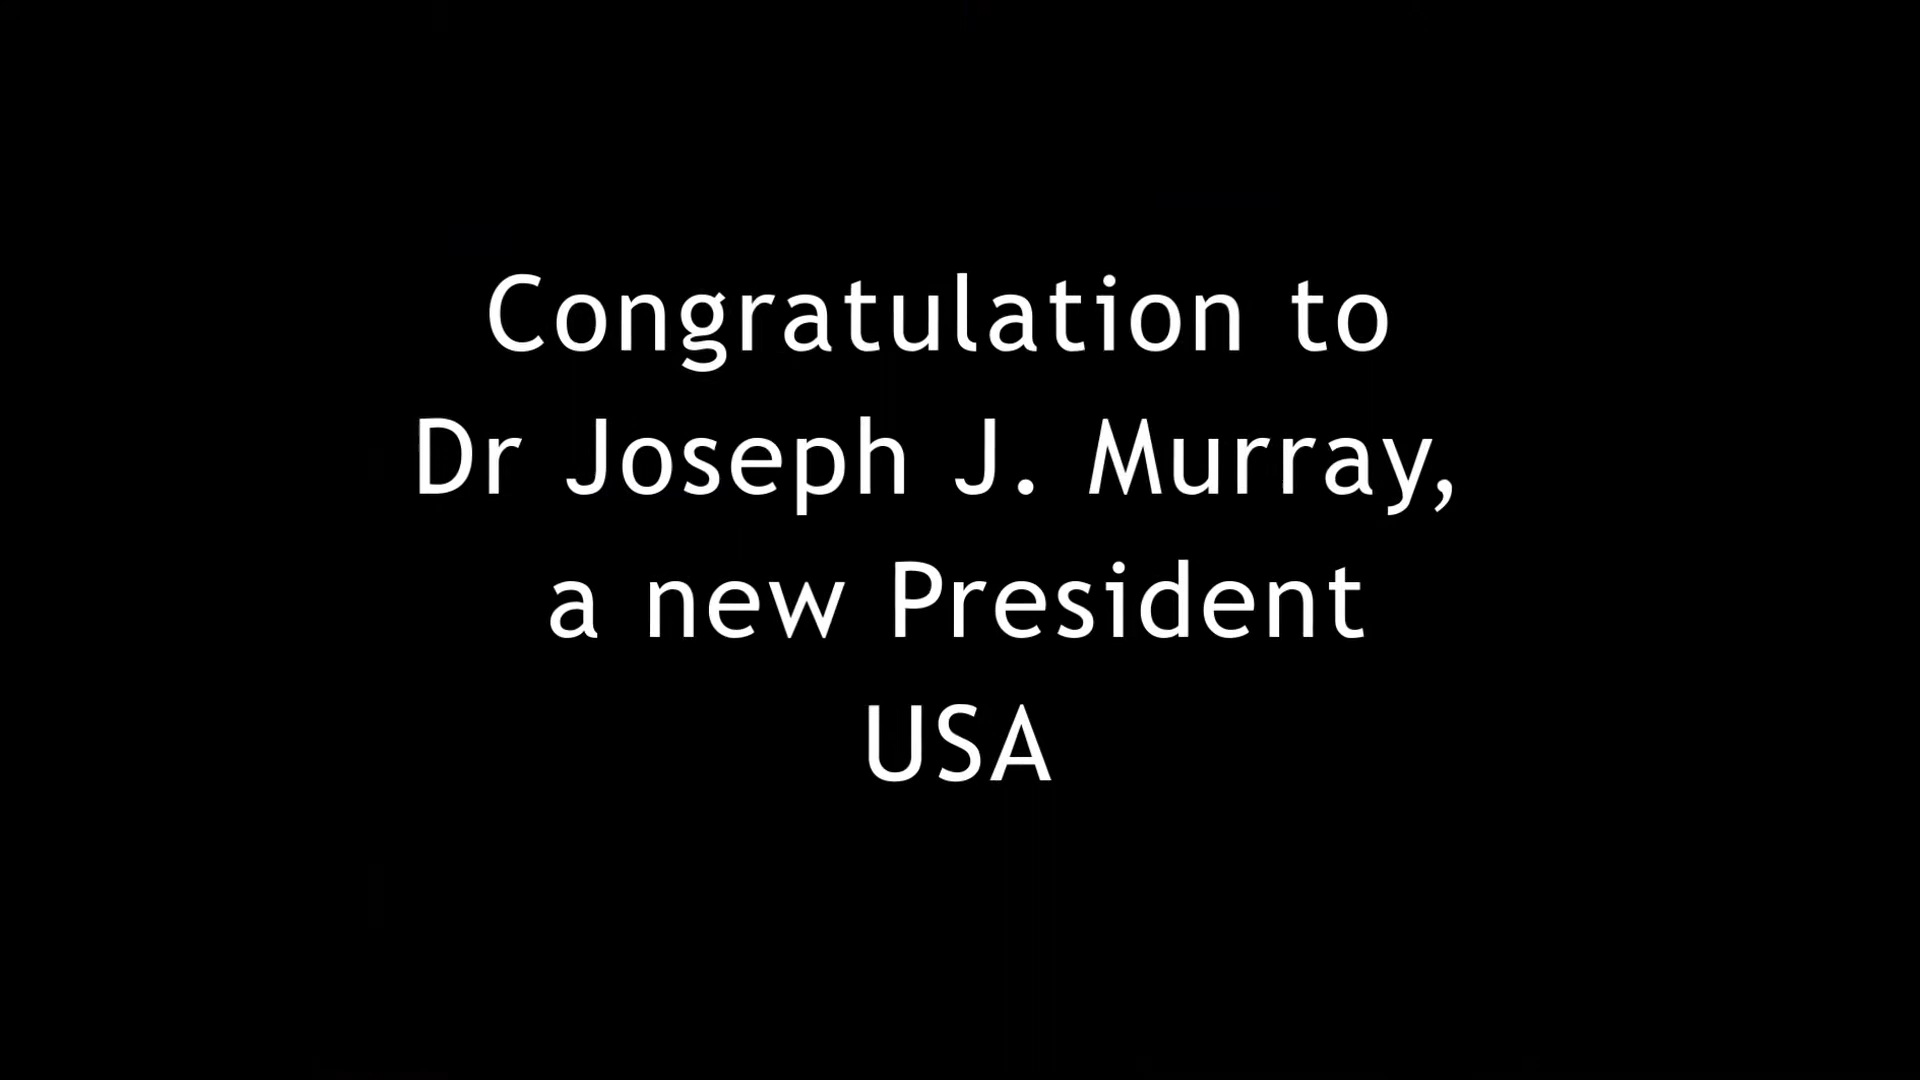 Congratulation to
Dr Joseph J. Murray,
a new President
USA